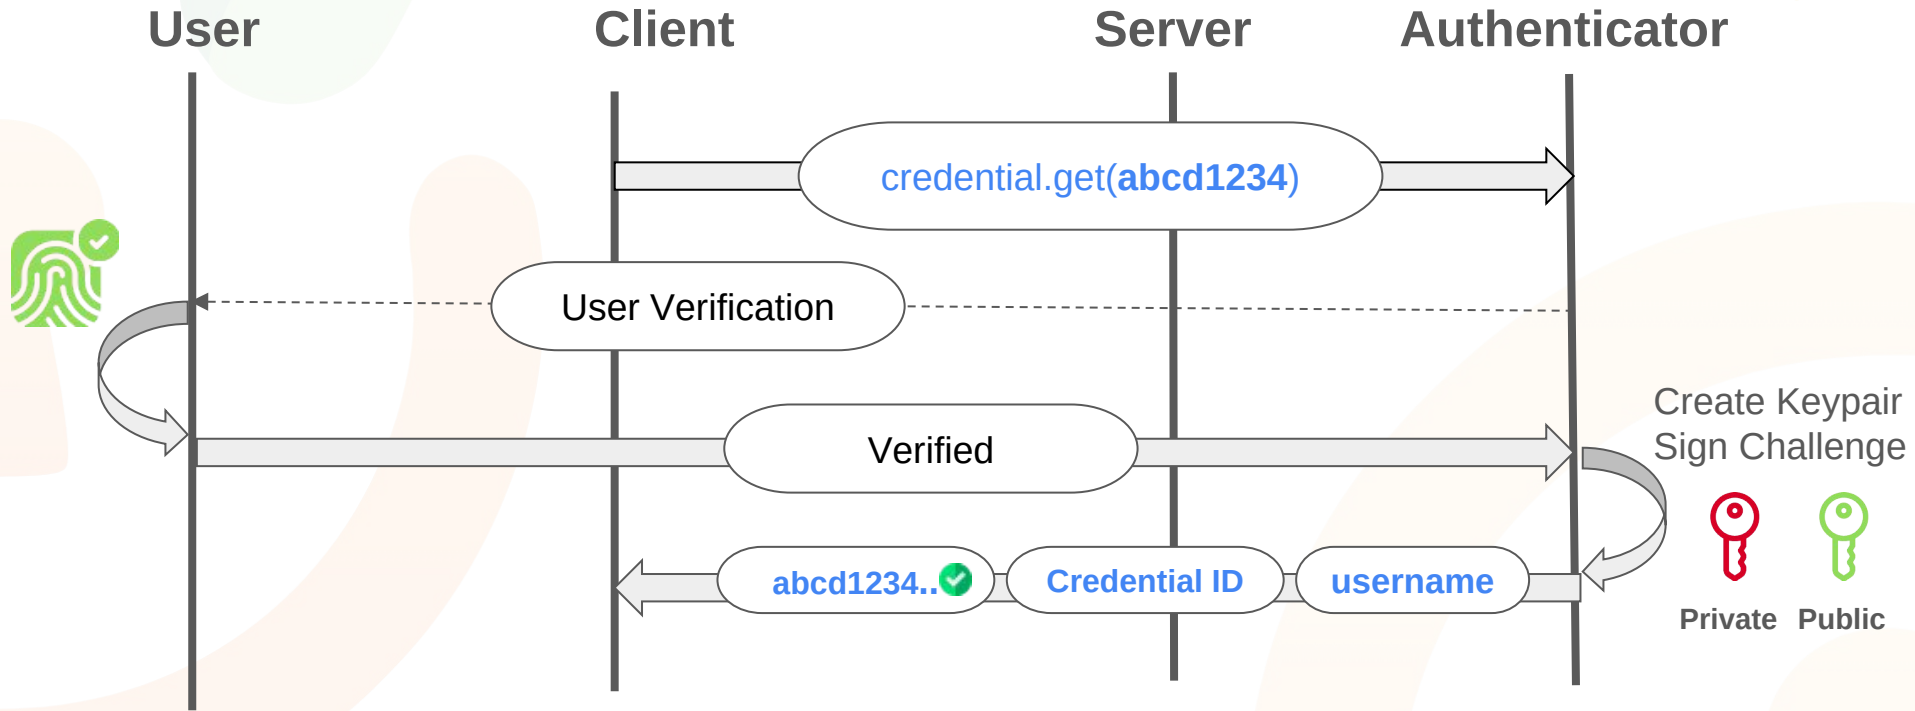 User
Client
Server
Authenticator
credential.get(abcd1234)
User Verification
Verified
Create Keypair
Sign Challenge
abcd1234..
Credential ID
username
Private
Public